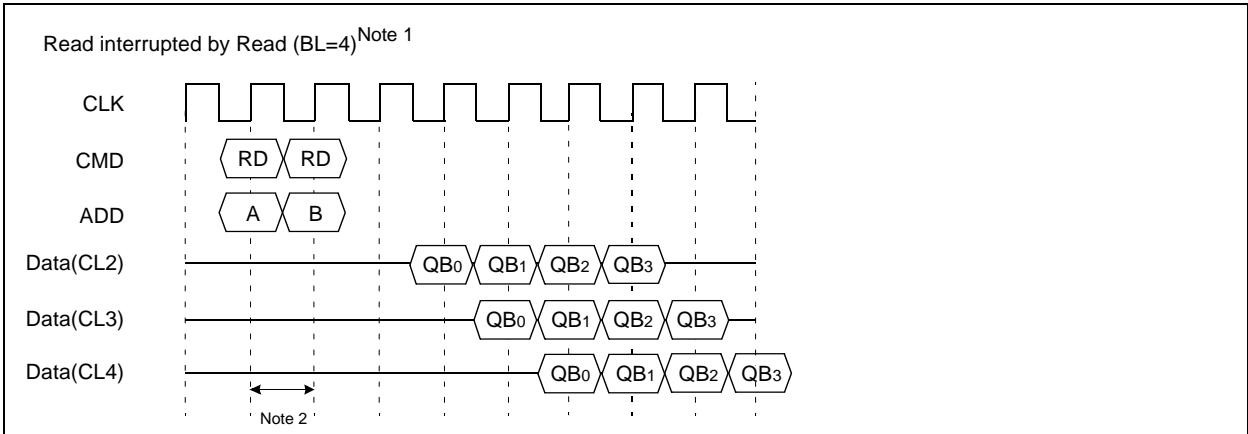 Read interrupted by Read (BL=4)Note 1
CLK
CMD RD RD
ADD A B
Data(CL2) QB0 QB1 QB2 QB3
Data(CL3) QB0 QB1 QB2 QB3
Data(CL4) QB0 QB1 QB2 QB3
Note 2